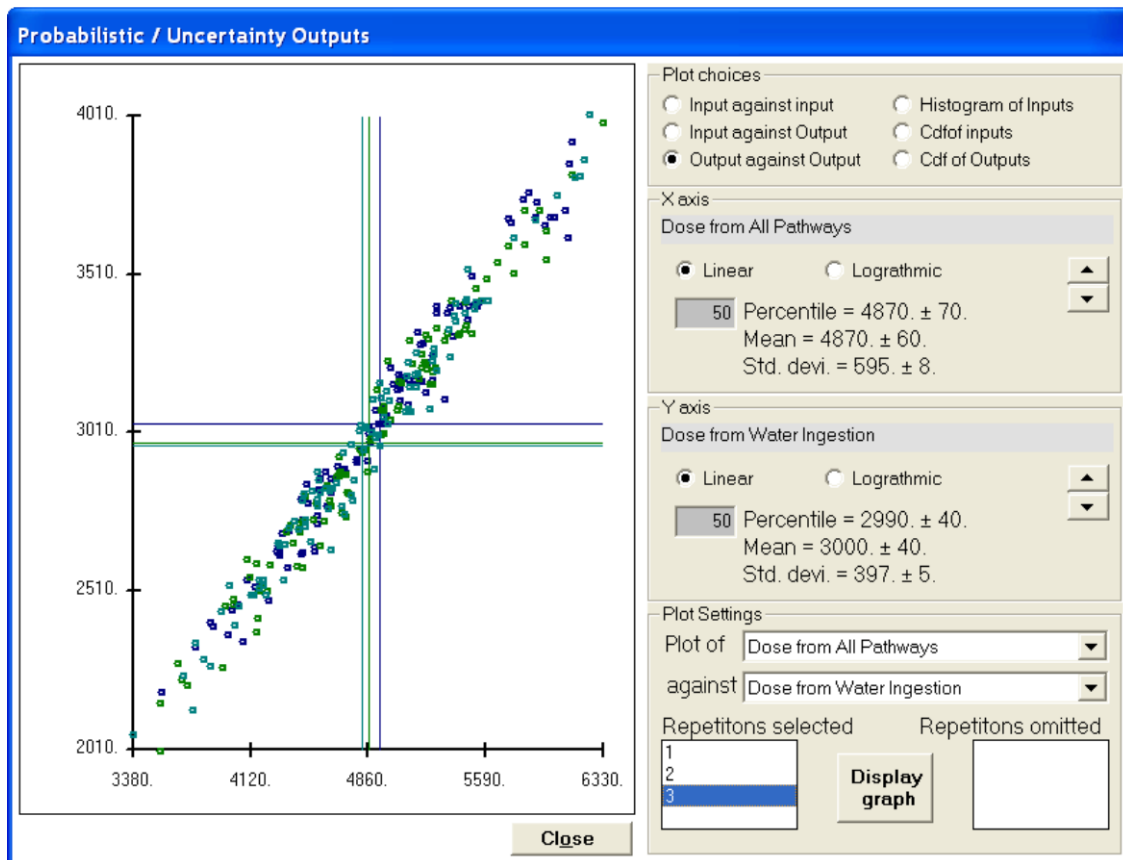 Probabilistic / Uncertainty Outputs
4010.
3510.
3010.
2510.
2010.
3380.
4120.
4860.
5590.
6330.
Close
Plot choices
Input against input
Histogram of Inputs
Input against Output
Cdfof inputs
Output against Output
Cdf of Outputs
X axis
Dose from All Pathways
Linear
Lograthmic
50 Percentile = 4870. ± 70.
Mean = 4870. ± 60.
Std. devi. = 595. ± 8.
Y axis
Dose from Water Ingestion
Linear
Lograthmic
50 Percentile = 2990. ± 40.
Mean = 3000. ± 40.
Std. devi. = 397. ± 5.
Plot Settings
Plot of Dose from All Pathways
against Dose from Water Ingestion
Repetitons selected
Repetitons omitted
1
2
3
Display
graph